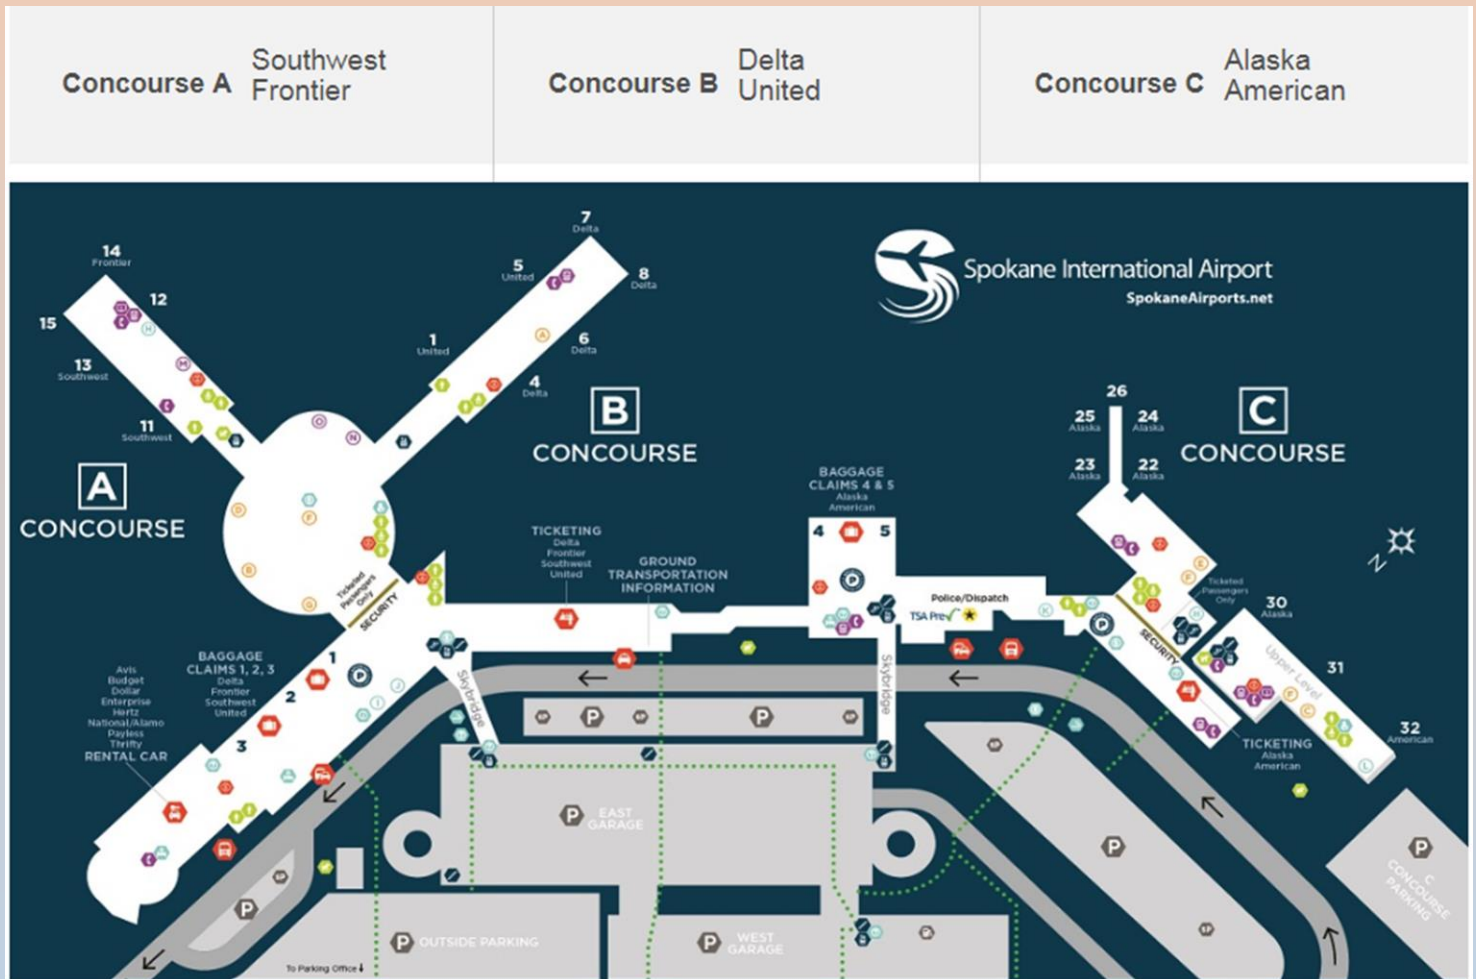 Concourse A
Southwest
Frontier
Concourse B
Delta
United
Concourse C
Alaska
American
Spokane International Airport
SpokaneAirports.net
14
Frontier
12
15
13
Southwest
11
Southwest
A
CONCOURSE
7
Delta
5
United
8
Delta
1
United
6
Delta
4
Delta
B
CONCOURSE
26
25
Alaska
24
Alaska
23
Alaska
22
Alaska
C
CONCOURSE
BAGGAGE
CLAIMS 4 & 5
Alaska
American
4
5
TICKETING
Delta
Frontier
Southwest
United
GROUND
TRANSPORTATION
INFORMATION
Ticketed
Passengers
Only
SECURITY
Police/Dispatch
TSA Pre✓
Ticketed
Passengers
Only
SECURITY
N
30
Alaska
31
Upper Level
32
American
TICKETING
Alaska
American
BAGGAGE
CLAIMS 1, 2, 3
Delta
Frontier
Southwest
United
1
2
3
Avis
Budget
Dollar
Enterprise
Hertz
National/Alamo
Payless
Thrifty
RENTAL CAR
Skybridge
Skybridge
P
P
P
EAST
GARAGE
P
P
C
CONCOURSE
PARKING
P
P
OUTSIDE PARKING
P
WEST
GARAGE
To Parking Office